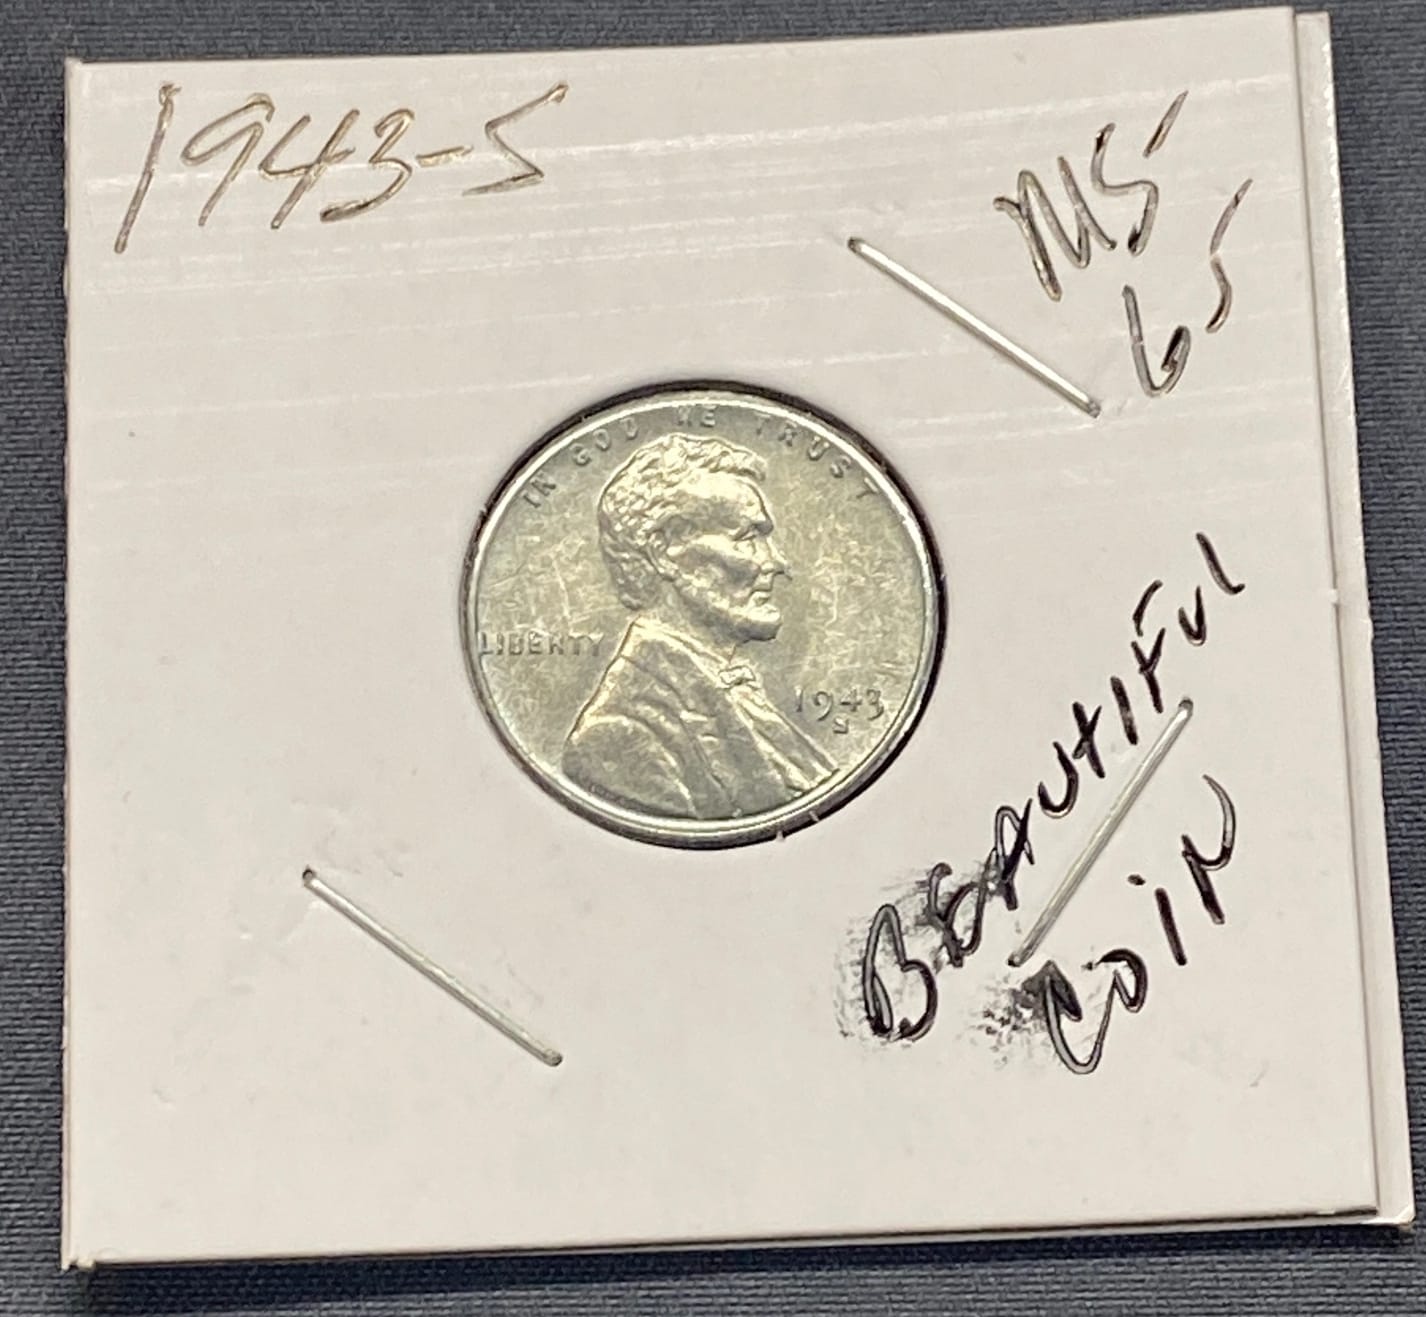 1943-S
MS
65
IN GOD WE TRUST
LIBERTY
1943
S
BEAUTIFUL
COIN